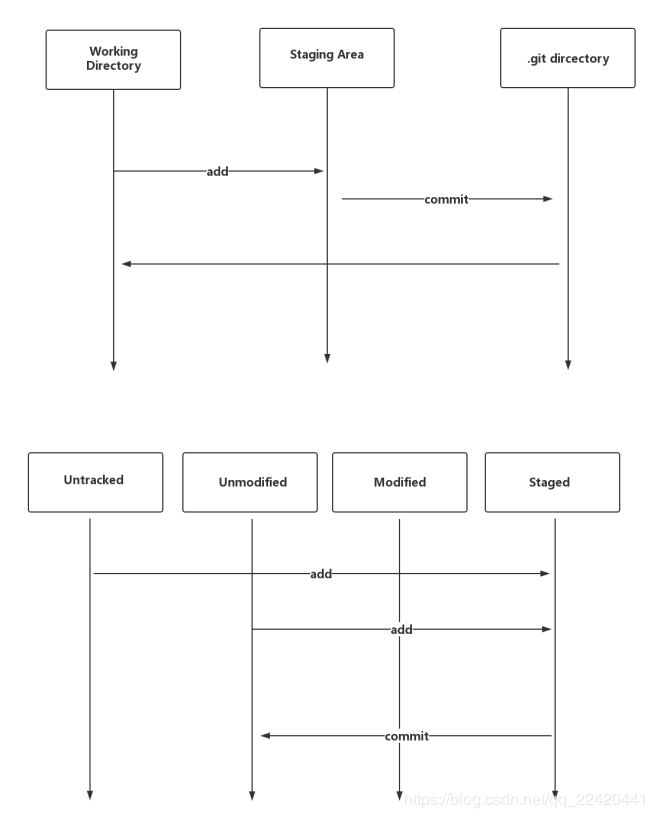 Working
Directory
Staging Area
.git dircectory
add
commit
Untracked
Unmodified
Modified
Staged
add
add
commit
https://blog.csdn.net/qq_22420441